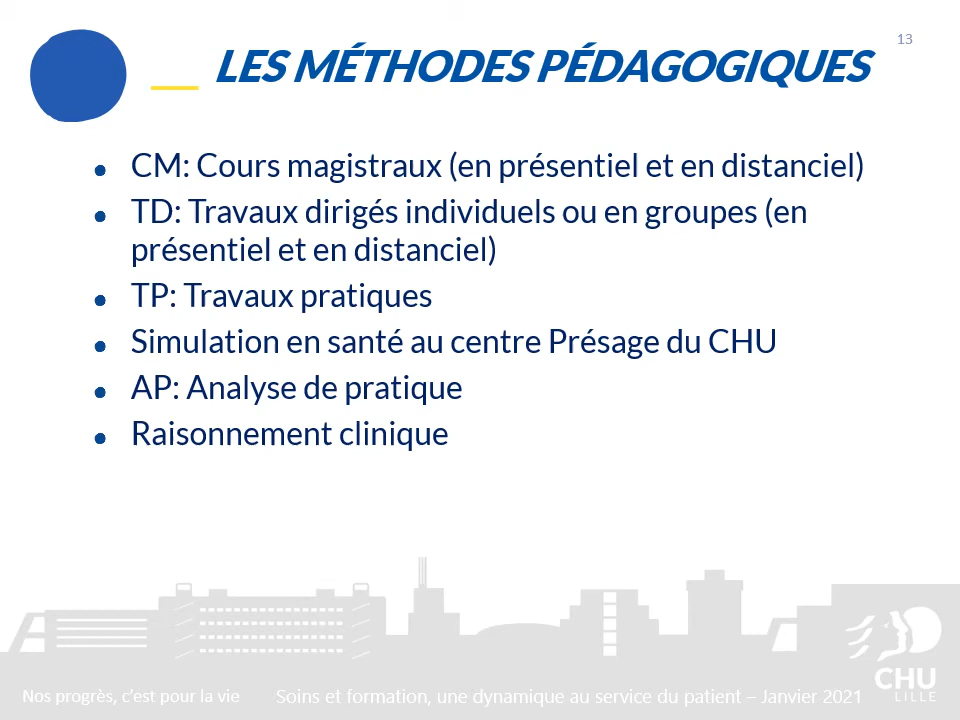 13
LES MÉTHODES PÉDAGOGIQUES
● CM: Cours magistraux (en présentiel et en distanciel)
● TD: Travaux dirigés individuels ou en groupes (en
présentiel et en distanciel)
● TP: Travaux pratiques
● Simulation en santé au centre Présage du CHU
● AP: Analyse de pratique
● Raisonnement clinique
Nos progrès, c'est pour la vie
Soins et formation, une dynamique au service du patient – Janvier 2021
CHU
LILLE